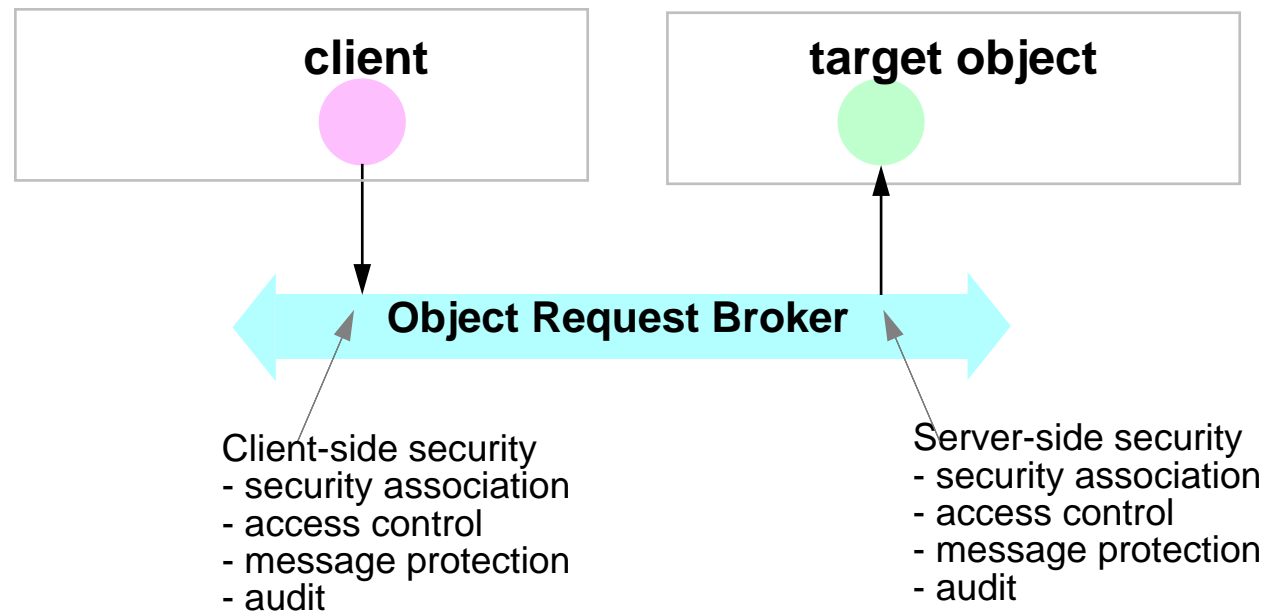 client
target object
Object Request Broker
Client-side security
- security association
- access control
- message protection
- audit
Server-side security
- security association
- access control
- message protection
- audit